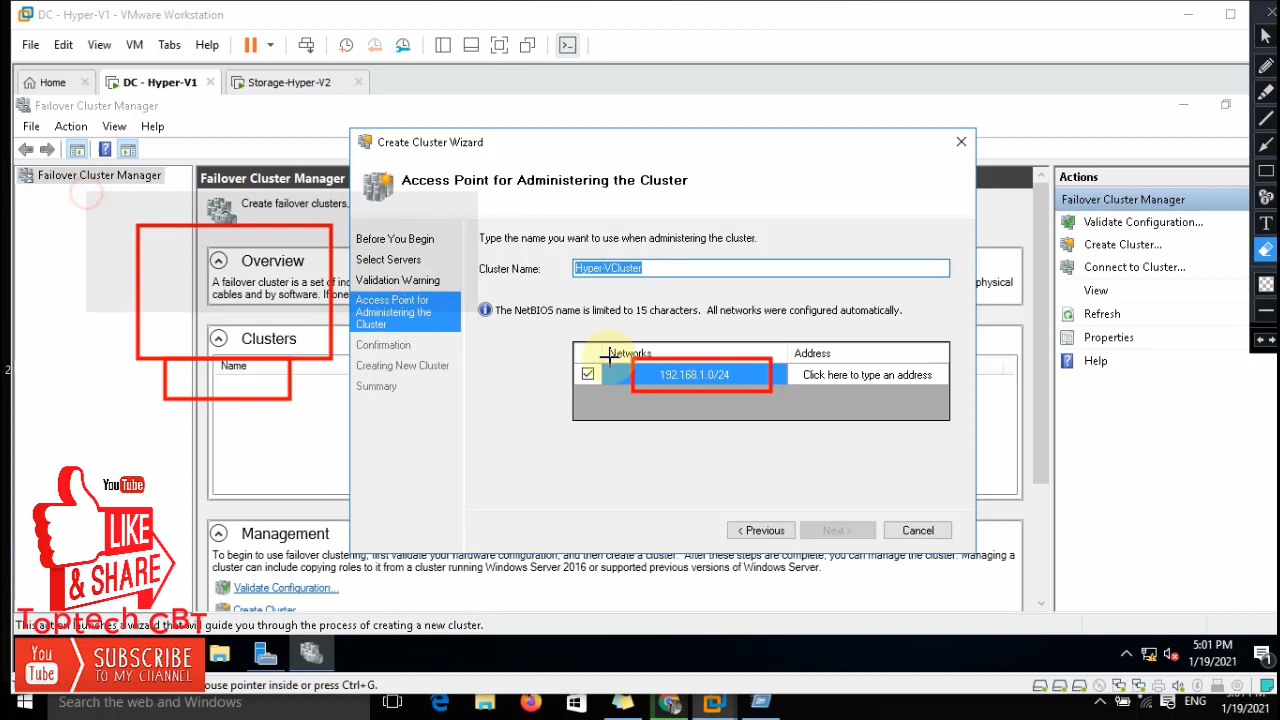 DC - Hyper-V1 - VMware Workstation
File Edit View VM Tabs Help
Home DC - Hyper-V1 Storage-Hyper-V2
Failover Cluster Manager
File Action View Help
Failover Cluster Manager
Failover Cluster Manager
Create failover clusters,
Overview
A failover cluster is a set of
cables and by software. If one
physical
Clusters
Name
Management
To begin to use failover clustering, first validate your hardware configuration, and then create a cluster. After these steps are complete, you can manage the cluster. Managing a
cluster can include copying roles to it from a cluster running Windows Server 2016 or supported previous versions of Windows Server.
Validate Configuration...
Create Cluster
This action launches a wizard that will guide you through the process of creating a new cluster.
Create Cluster Wizard
Access Point for Administering the Cluster
Before You Begin
Select Servers
Validation Warning
Access Point for
Administering the
Cluster
Confirmation
Creating New Cluster
Summary
Type the name you want to use when administering the cluster.
Cluster Name: Hyper-VCluster
The NetBIOS name is limited to 15 characters. All networks were configured automatically.
Networks Address
192.168.1.0/24 Click here to type an address
< Previous Next > Cancel
Actions
Failover Cluster Manager
Validate Configuration...
Create Cluster...
Connect to Cluster...
View
Refresh
Properties
Help
2
You Tube
LIKE
& SHARE
Toptech CBT
You
Tube
SUBSCRIBE
TO MY CHANNEL
5:01 PM
1/19/2021
1
ouse pointer inside or press Ctrl+G.
Search the web and Windows
ENG
1/19/2021